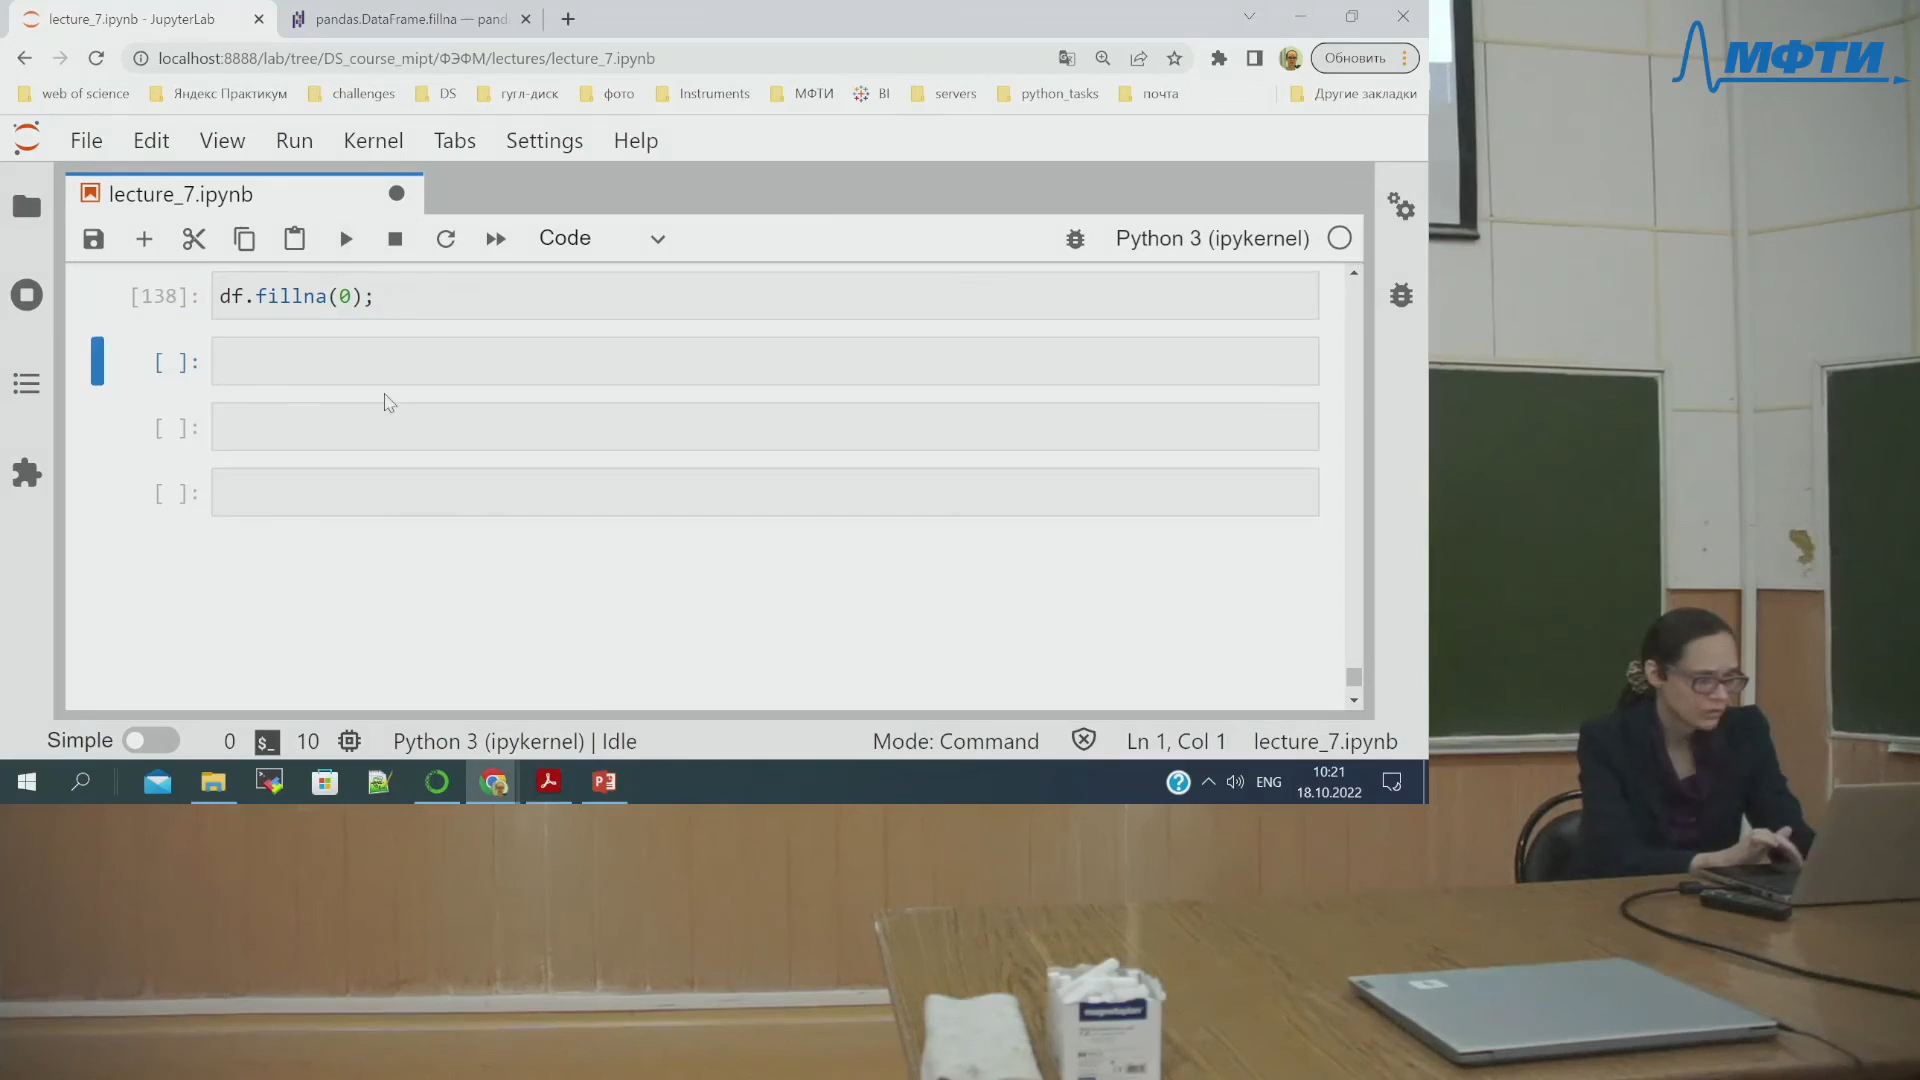 lecture_7.ipynb - JupyterLab
pandas.DataFrame.fillna — pand
localhost:8888/lab/tree/DS_course_mipt/ФЭФМ/lectures/lecture_7.ipynb
Обновить
web of science
Яндекс Практикум
challenges
DS
гугл-диск
фото
Instruments
МФТИ
BI
servers
python_tasks
почта
Другие закладки
File Edit View Run Kernel Tabs Settings Help
lecture_7.ipynb
Code
Python 3 (ipykernel)
[138]: df.fillna(0);
[ ]:
[ ]:
[ ]:
Simple 0 $_ 10 Python 3 (ipykernel) | Idle
Mode: Command Ln 1, Col 1 lecture_7.ipynb
ENG
10:21
18.10.2022
МФТИ
magnetoplan